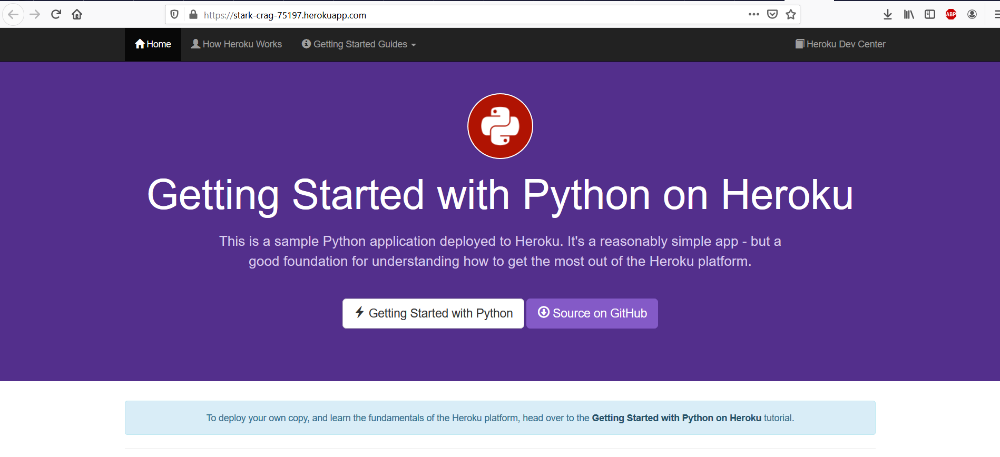 https://stark-crag-75197.herokuapp.com
ABP
Home How Heroku Works Getting Started Guides Heroku Dev Center
Getting Started with Python on Heroku
This is a sample Python application deployed to Heroku. It's a reasonably simple app - but a
good foundation for understanding how to get the most out of the Heroku platform.
Getting Started with Python Source on GitHub
To deploy your own copy, and learn the fundamentals of the Heroku platform, head over to the Getting Started with Python on Heroku tutorial.